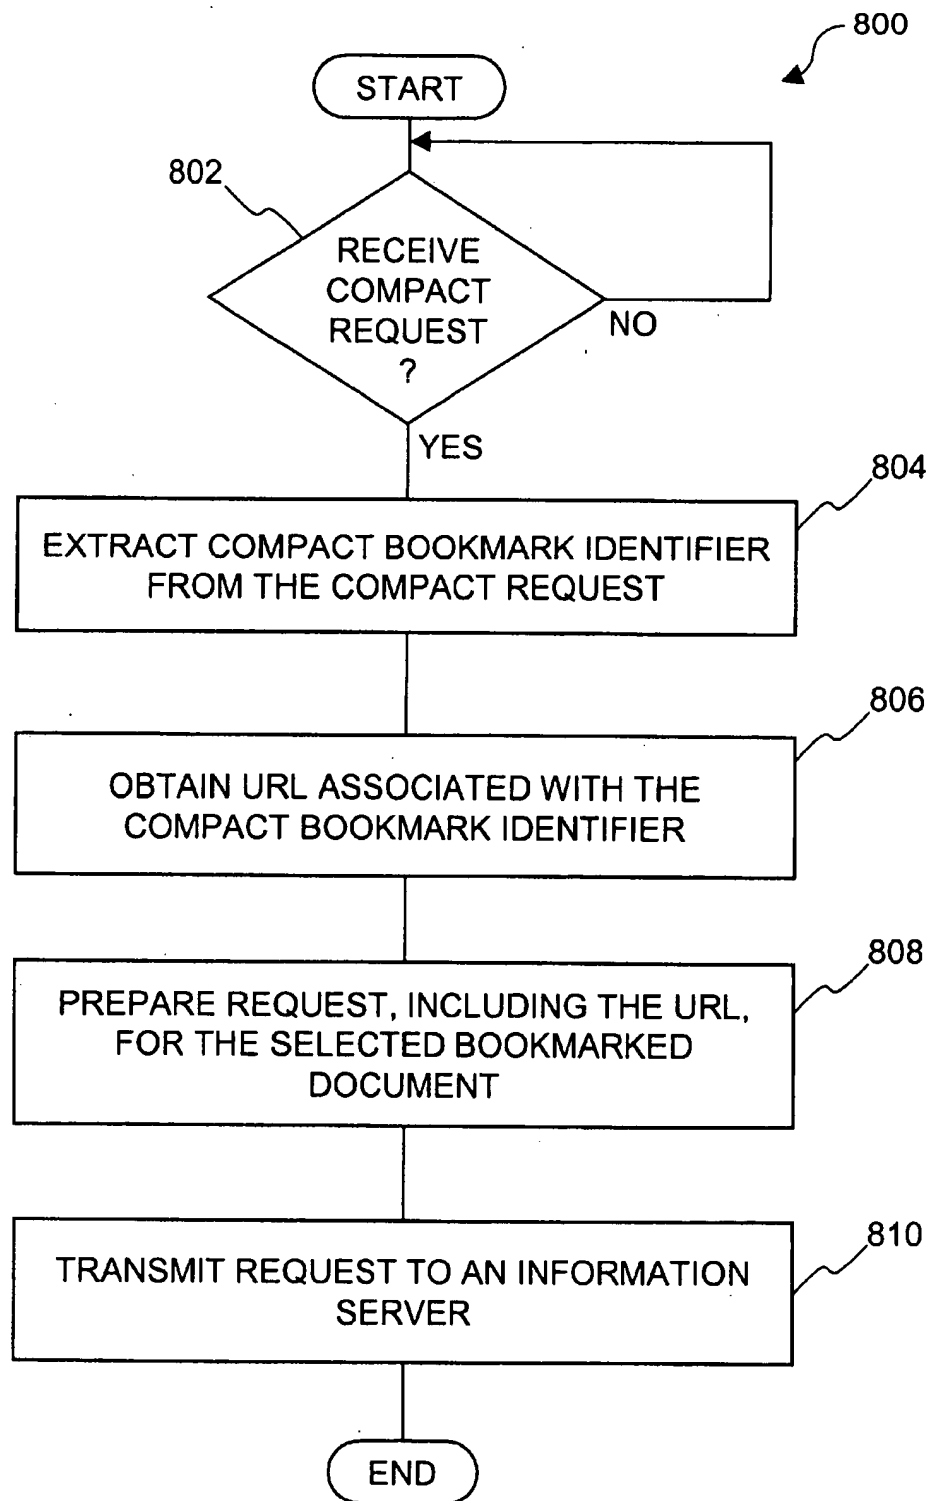 800
START
802
RECEIVE
COMPACT
REQUEST
?
NO
YES
804
EXTRACT COMPACT BOOKMARK IDENTIFIER
FROM THE COMPACT REQUEST
806
OBTAIN URL ASSOCIATED WITH THE
COMPACT BOOKMARK IDENTIFIER
808
PREPARE REQUEST, INCLUDING THE URL,
FOR THE SELECTED BOOKMARKED
DOCUMENT
810
TRANSMIT REQUEST TO AN INFORMATION
SERVER
END